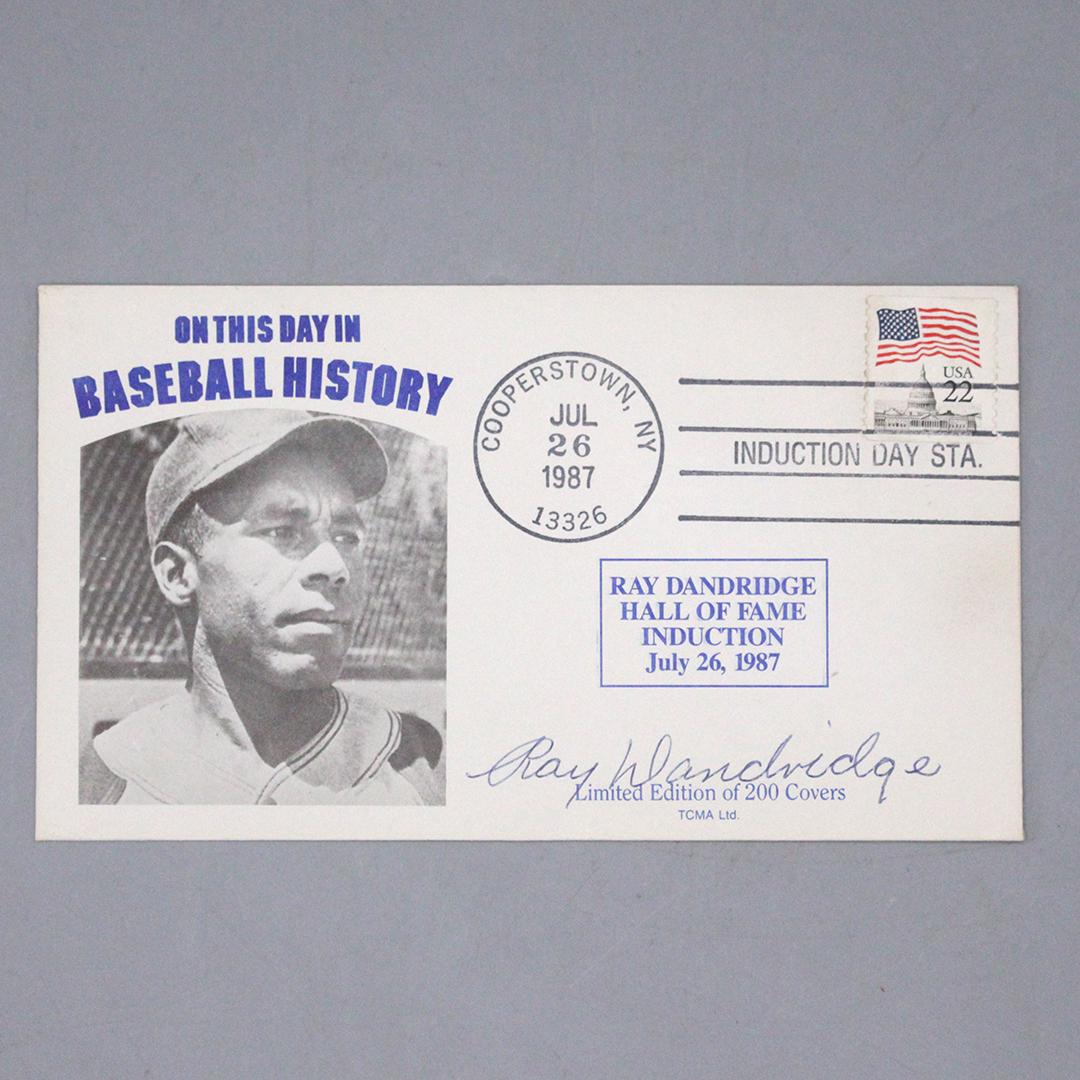 ON THIS DAY IN
BASEBALL HISTORY
COOPERSTOWN, NY
JUL
26
1987
13326
USA
22
INDUCTION DAY STA.
RAY DANDRIDGE
HALL OF FAME
INDUCTION
July 26, 1987
Ray Dandridge
Limited Edition of 200 Covers
TCMA Ltd.